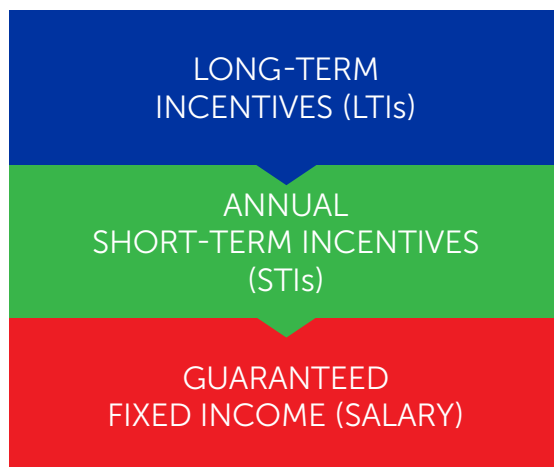 LONG-TERM
INCENTIVES (LTIs)
ANNUAL
SHORT-TERM INCENTIVES
(STIs)
GUARANTEED
FIXED INCOME (SALARY)